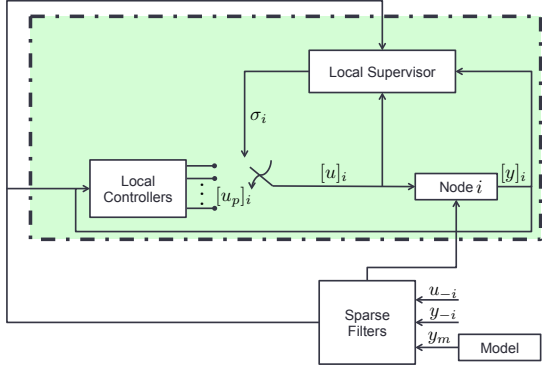 Local Supervisor
σ_i
[u]_i
[y]_i
Local
Controllers
[u_p]_i
Node i
Sparse
Filters
u_{-i}
y_{-i}
y_m
Model